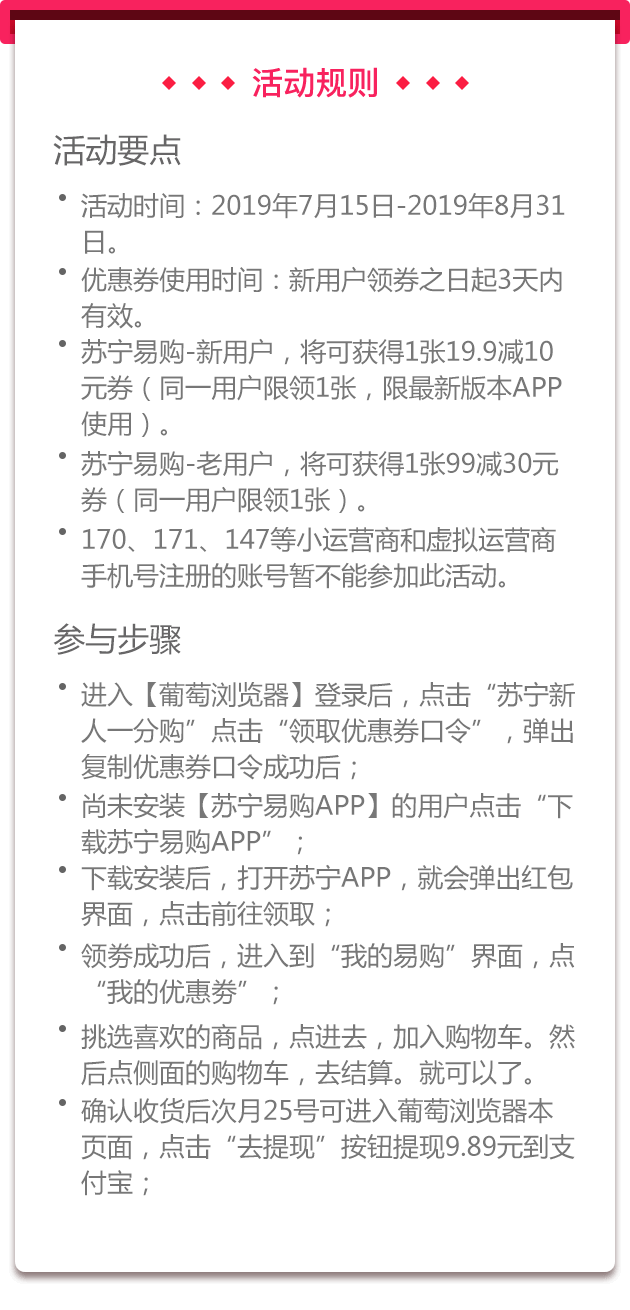 活动规则
活动要点
活动时间：2019年7月15日-2019年8月31
日。
优惠券使用时间：新用户领券之日起3天内
有效。
苏宁易购-新用户，将可获得1张19.9减10
元券（同一用户限领1张，限最新版本APP
使用）。
苏宁易购-老用户，将可获得1张99减30元
券（同一用户限领1张）。
170、171、147等小运营商和虚拟运营商
手机号注册的账号暂不能参加此活动。
参与步骤
进入【葡萄浏览器】登录后，点击“苏宁新
人一分购”点击“领取优惠券口令”，弹出
复制优惠券口令成功后；
尚未安装【苏宁易购APP】的用户点击“下
载苏宁易购APP”；
下载安装后，打开苏宁APP，就会弹出红包
界面，点击前往领取；
领券成功后，进入到“我的易购”界面，点
“我的优惠券”；
挑选喜欢的商品，点进去，加入购物车。然
后点侧面的购物车，去结算。就可以了。
确认收货后次月25号可进入葡萄浏览器本
页面，点击“去提现”按钮提现9.89元到支
付宝；